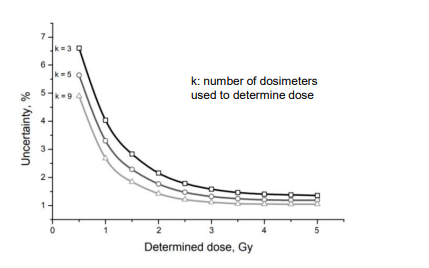 7
k = 3
6
k = 5
k: number of dosimeters
used to determine dose
5
k = 9
4
3
2
1
Uncertainty, %
0
1
2
3
4
5
Determined dose, Gy